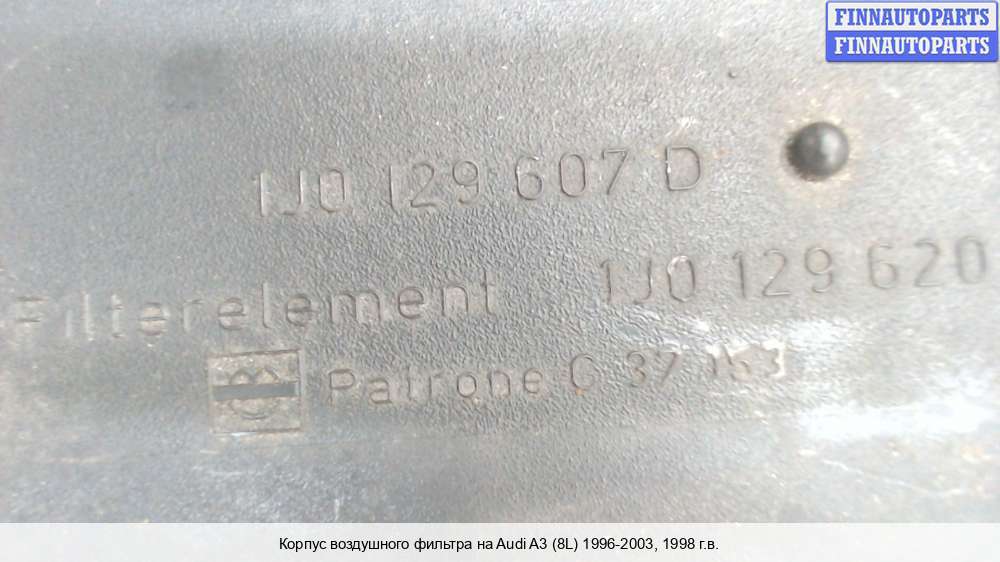 FINNAUTOPARTS
FINNAUTOPARTS
1J0 129 607 D
Filterelement 1J0 129 620
Patrone C 37 153
Корпус воздушного фильтра на Audi A3 (8L) 1996-2003, 1998 г.в.